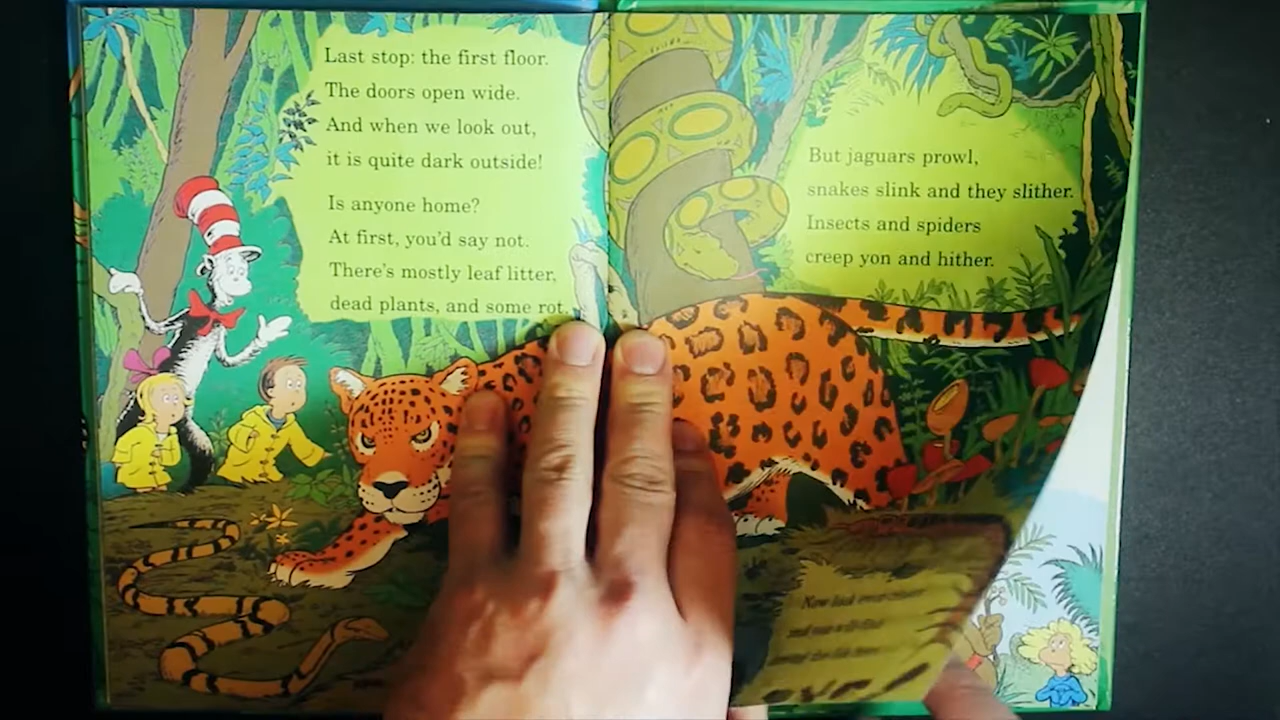 Last stop: the first floor.
The doors open wide.
And when we look out,
it is quite dark outside!
Is anyone home?
At first, you'd say not.
There's mostly leaf litter,
dead plants, and some rot.
But jaguars prowl,
snakes slink and they slither.
Insects and spiders
creep yon and hither.